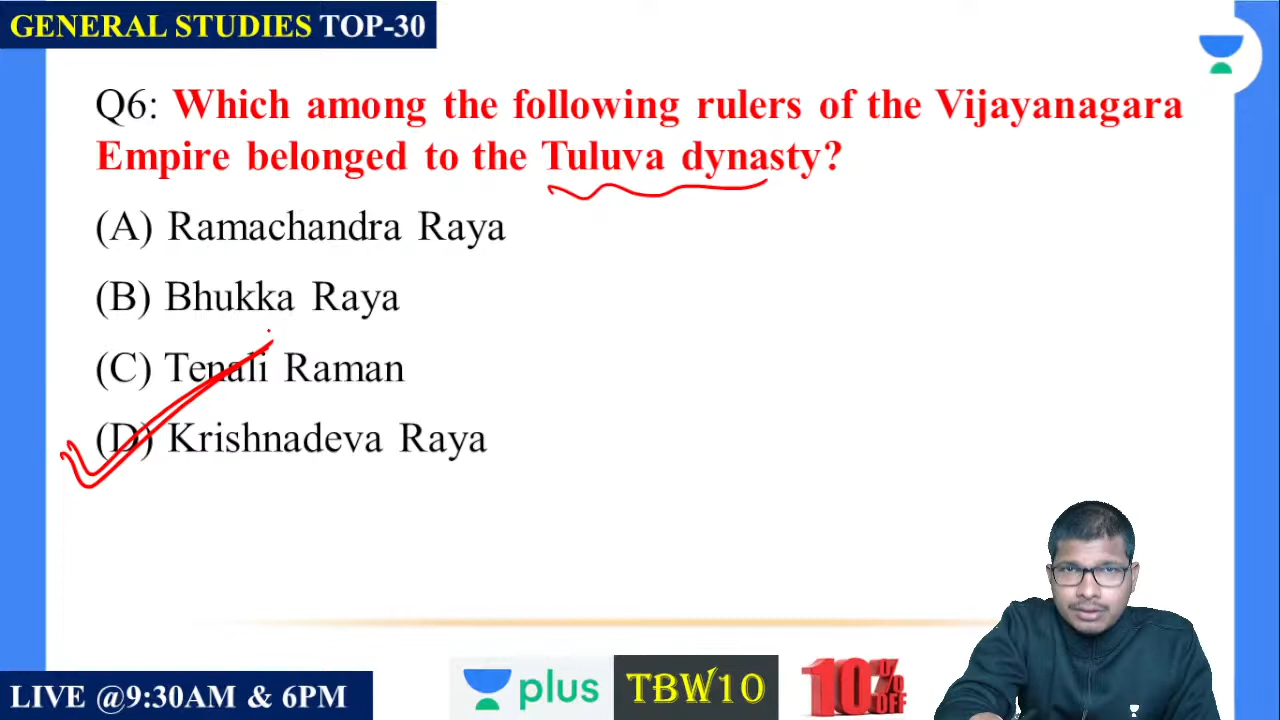 GENERAL STUDIES TOP-30
Q6: Which among the following rulers of the Vijayanagara
Empire belonged to the Tuluva dynasty?
(A) Ramachandra Raya
(B) Bhukka Raya
(C) Tenali Raman
(D) Krishnadeva Raya
LIVE @9:30AM & 6PM
plus
TBW10
10% OFF